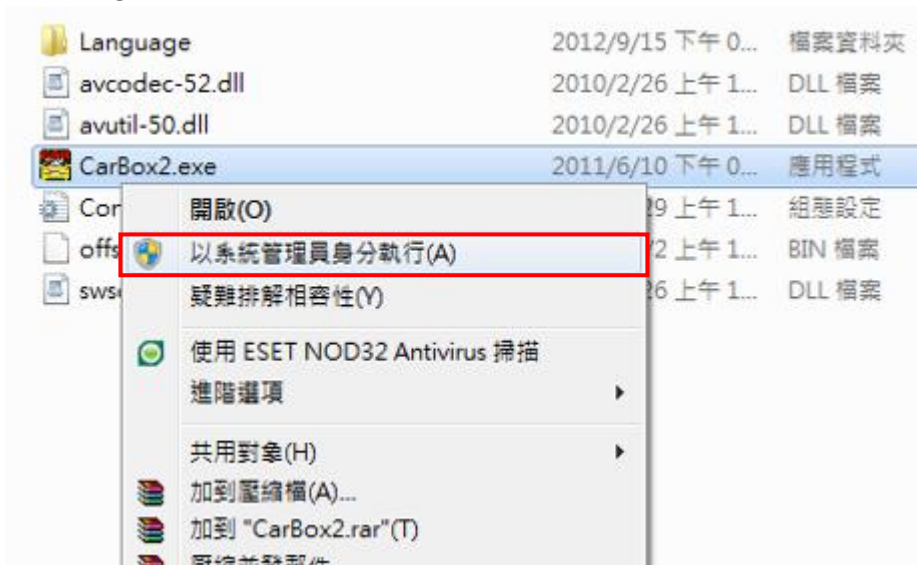 Language 2012/9/15 下午 0... 檔案資料夾
avcodec-52.dll 2010/2/26 上午 1... DLL 檔案
avutil-50.dll 2010/2/26 上午 1... DLL 檔案
CarBox2.exe 2011/6/10 下午 0... 應用程式
Cor 29 上午 1... 組態設定
offs /2 上午 1... BIN 檔案
sws 26 上午 1... DLL 檔案
開啟(O)
以系統管理員身分執行(A)
疑難排解相容性(Y)
使用 ESET NOD32 Antivirus 掃描
進階選項
共用對象(H)
加到壓縮檔(A)...
加到 "CarBox2.rar"(T)